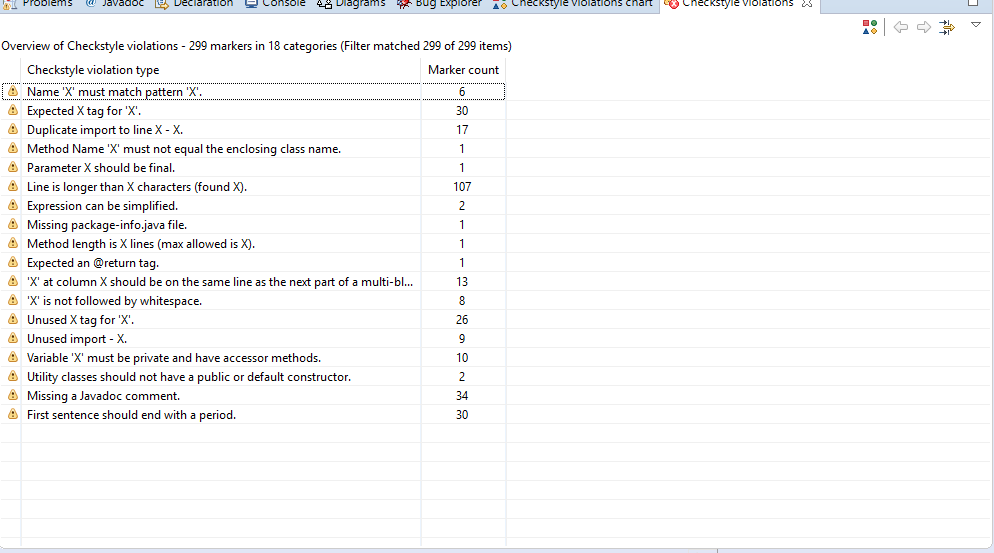 Problems @ Javadoc Declaration Console Diagrams Bug Explorer Checkstyle violations chart Checkstyle violations
Overview of Checkstyle violations - 299 markers in 18 categories (Filter matched 299 of 299 items)
Checkstyle violation type Marker count
Name 'X' must match pattern 'X'. 6
Expected X tag for 'X'. 30
Duplicate import to line X - X. 17
Method Name 'X' must not equal the enclosing class name. 1
Parameter X should be final. 1
Line is longer than X characters (found X). 107
Expression can be simplified. 2
Missing package-info.java file. 1
Method length is X lines (max allowed is X). 1
Expected an @return tag. 1
'X' at column X should be on the same line as the next part of a multi-bl... 13
'X' is not followed by whitespace. 8
Unused X tag for 'X'. 26
Unused import - X. 9
Variable 'X' must be private and have accessor methods. 10
Utility classes should not have a public or default constructor. 2
Missing a Javadoc comment. 34
First sentence should end with a period. 30